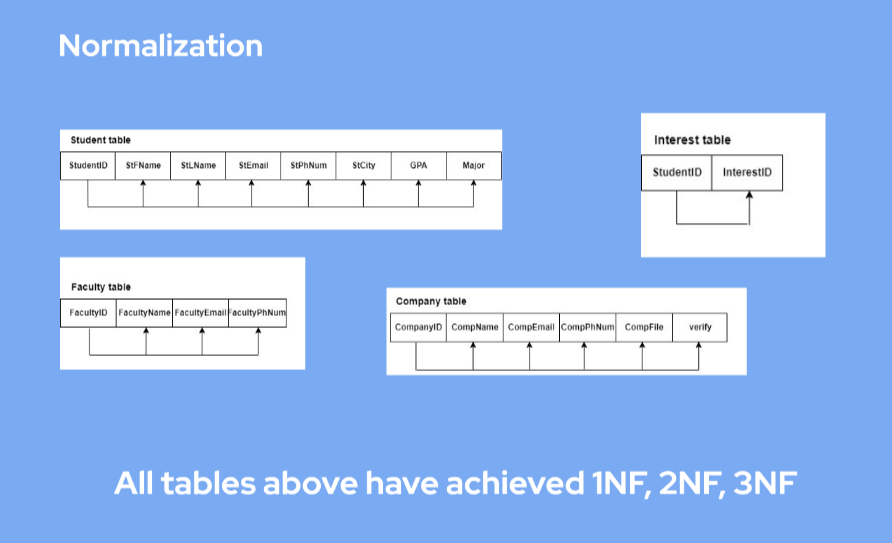 Normalization
Student table
StudentID StFName StLName StEmail StPhNum StCity GPA Major
Interest table
StudentID InterestID
Faculty table
FacultyID FacultyName FacultyEmail FacultyPhNum
Company table
CompanyID CompName CompEmail CompPhNum CompFile verify
All tables above have achieved 1NF, 2NF, 3NF